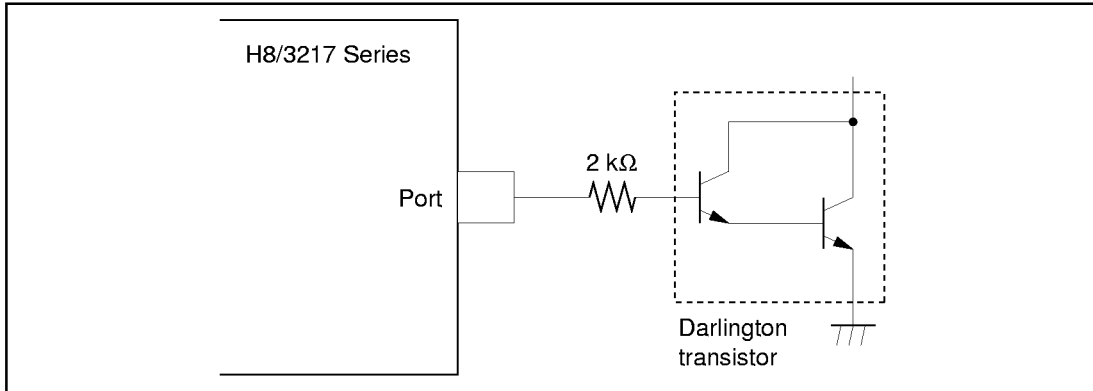 H8/3217 Series
Port
2 kΩ
Darlington
transistor